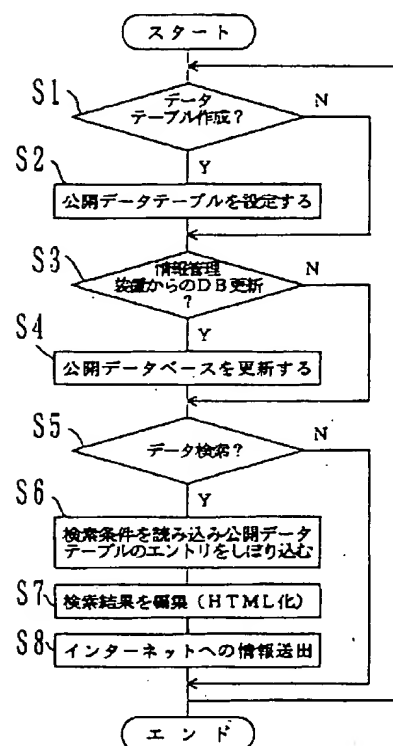 スタート
S1
データ
テーブル作成?
N
Y
S2
公開データテーブルを設定する
S3
情報管理
装置からのDB更新
?
N
Y
S4
公開データベースを更新する
S5
データ検索?
N
Y
S6
検索条件を読み込み公開データ
テーブルのエントリをしぼり込む
S7
検索結果を編集(HTML化)
S8
インターネットへの情報送出
エンド